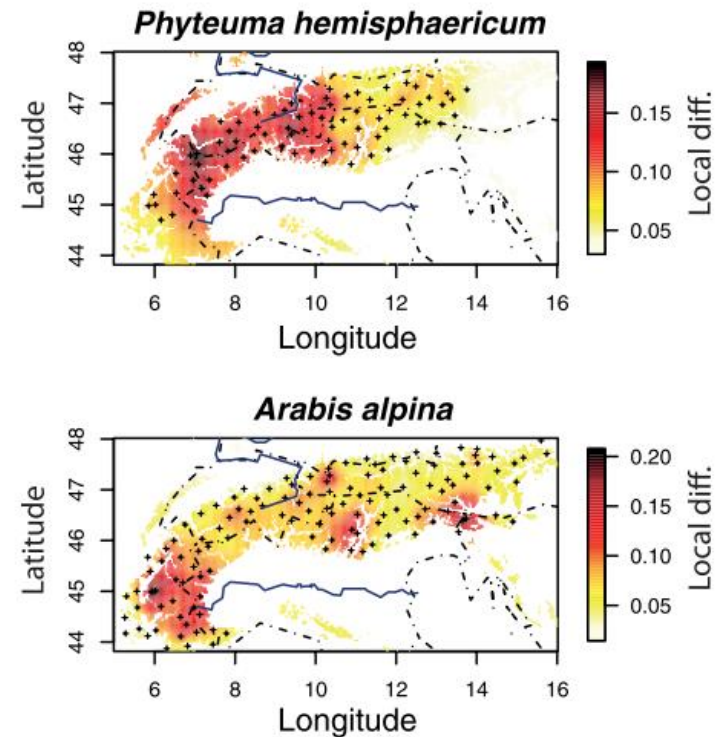 Phyteuma hemisphaericum
48
47
46
45
44
Latitude
6 8 10 12 14 16
Longitude
0.15
0.10
0.05
Local diff.
Arabis alpina
48
47
46
45
44
Latitude
6 8 10 12 14 16
Longitude
0.20
0.15
0.10
0.05
Local diff.